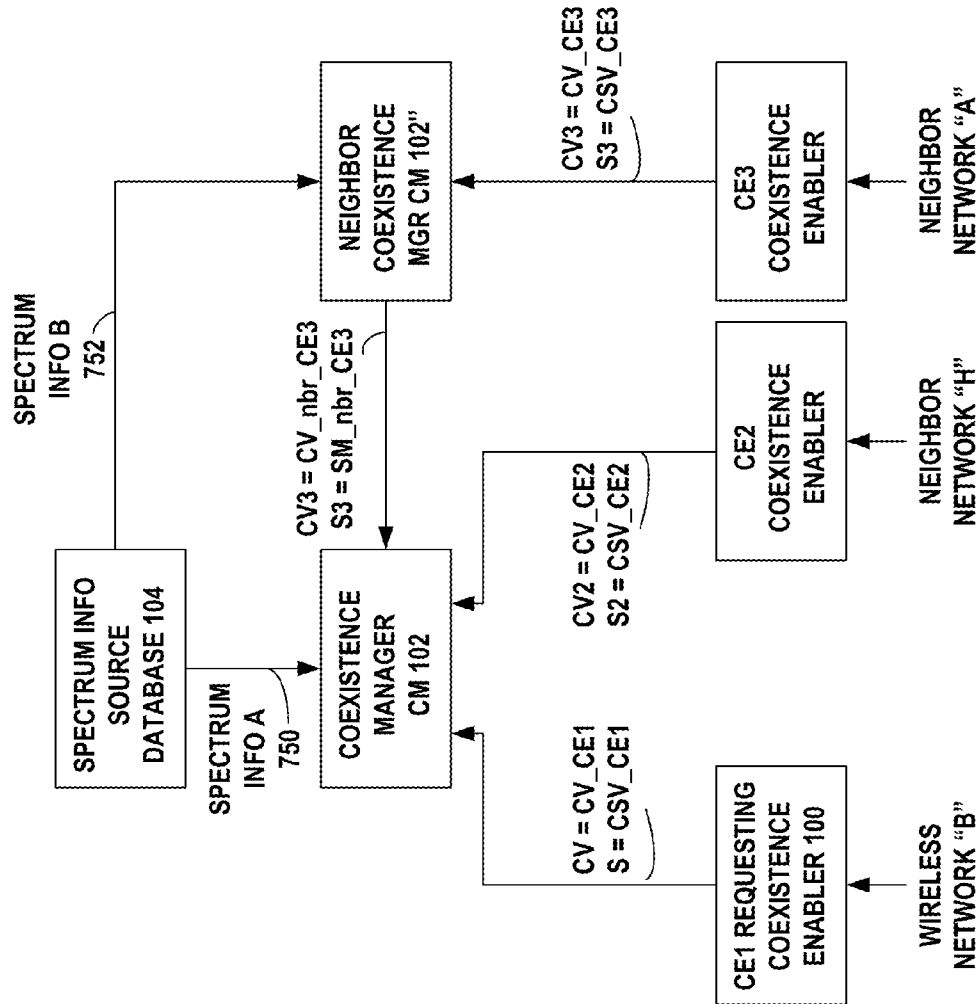 SPECTRUM INFO
SOURCE
DATABASE 104
SPECTRUM
INFO B
752
SPECTRUM
INFO A
750
COEXISTENCE
MANAGER
CM 102
CV3 = CV_nbr_CE3
S3 = SM_nbr_CE3
NEIGHBOR
COEXISTENCE
MGR CM 102”
CV = CV_CE1
S = CSV_CE1
CV2 = CV_CE2
S2 = CSV_CE2
CV3 = CV_CE3
S3 = CSV_CE3
CE1 REQUESTING
COEXISTENCE
ENABLER 100
CE2
COEXISTENCE
ENABLER
CE3
COEXISTENCE
ENABLER
WIRELESS
NETWORK “B”
NEIGHBOR
NETWORK “H”
NEIGHBOR
NETWORK “A”